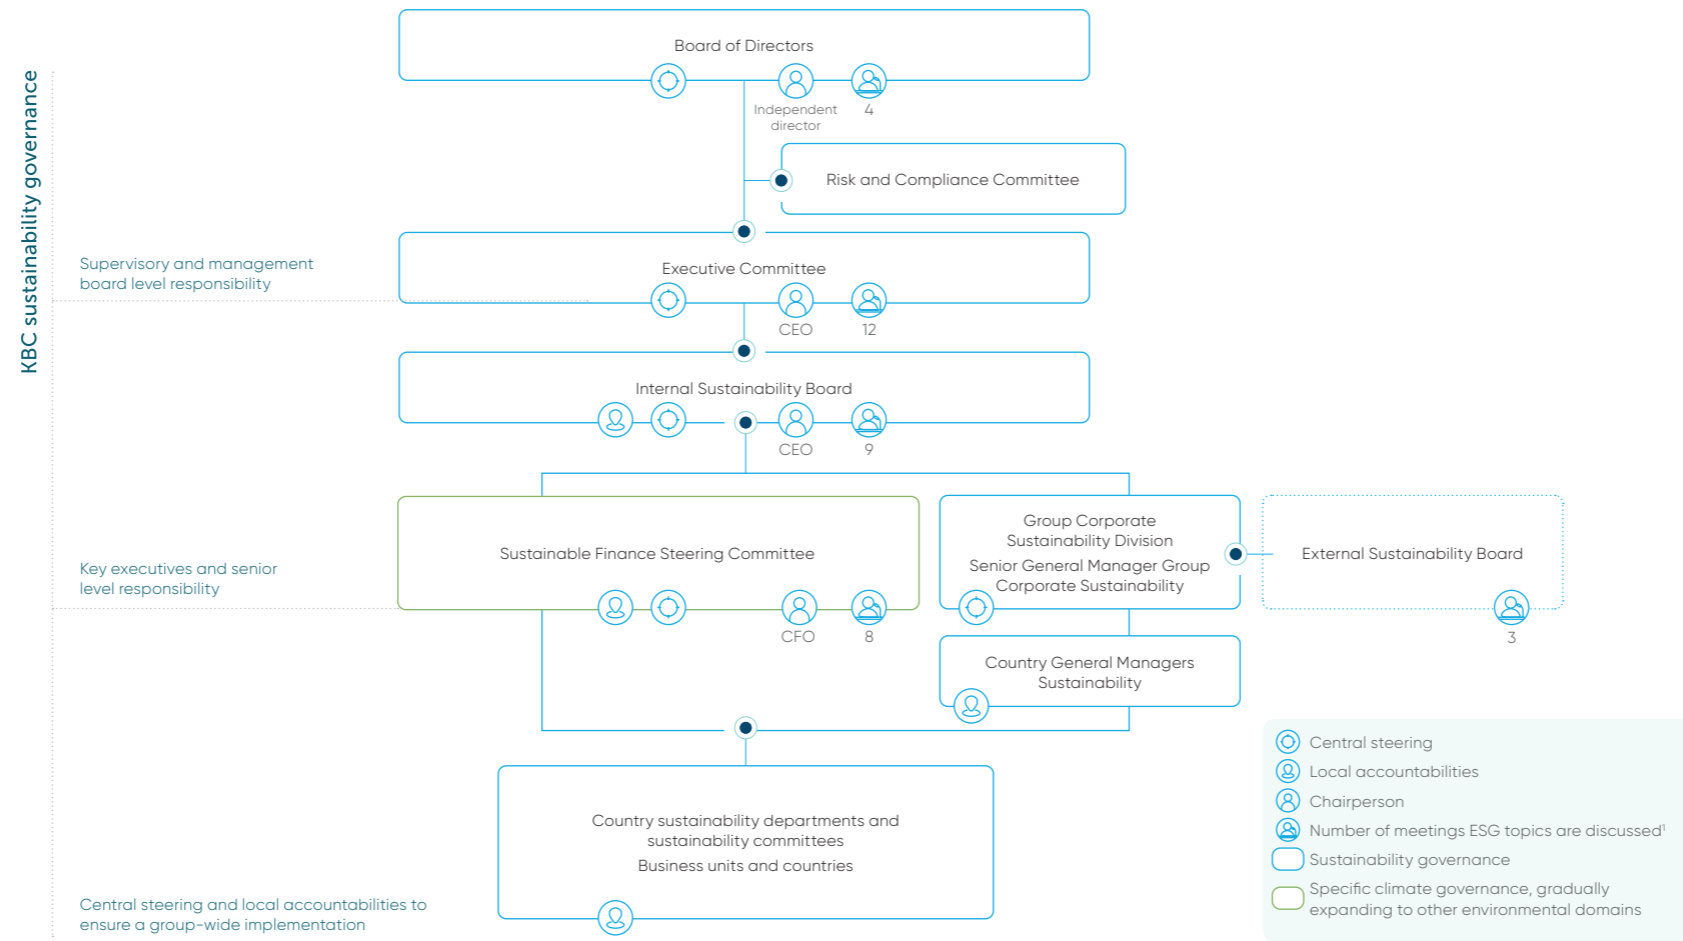 KBC sustainability governance
Board of Directors
Independent
director
4
Risk and Compliance Committee
Supervisory and management
board level responsibility
Executive Committee
CEO
12
Internal Sustainability Board
CEO
9
Key executives and senior
level responsibility
Sustainable Finance Steering Committee
CFO
8
Group Corporate
Sustainability Division
Senior General Manager Group
Corporate Sustainability
External Sustainability Board
3
Country General Managers
Sustainability
Country sustainability departments and
sustainability committees
Business units and countries
Central steering and local accountabilities to
ensure a group-wide implementation
Central steering
Local accountabilities
Chairperson
Number of meetings ESG topics are discussed¹
Sustainability governance
Specific climate governance, gradually
expanding to other environmental domains